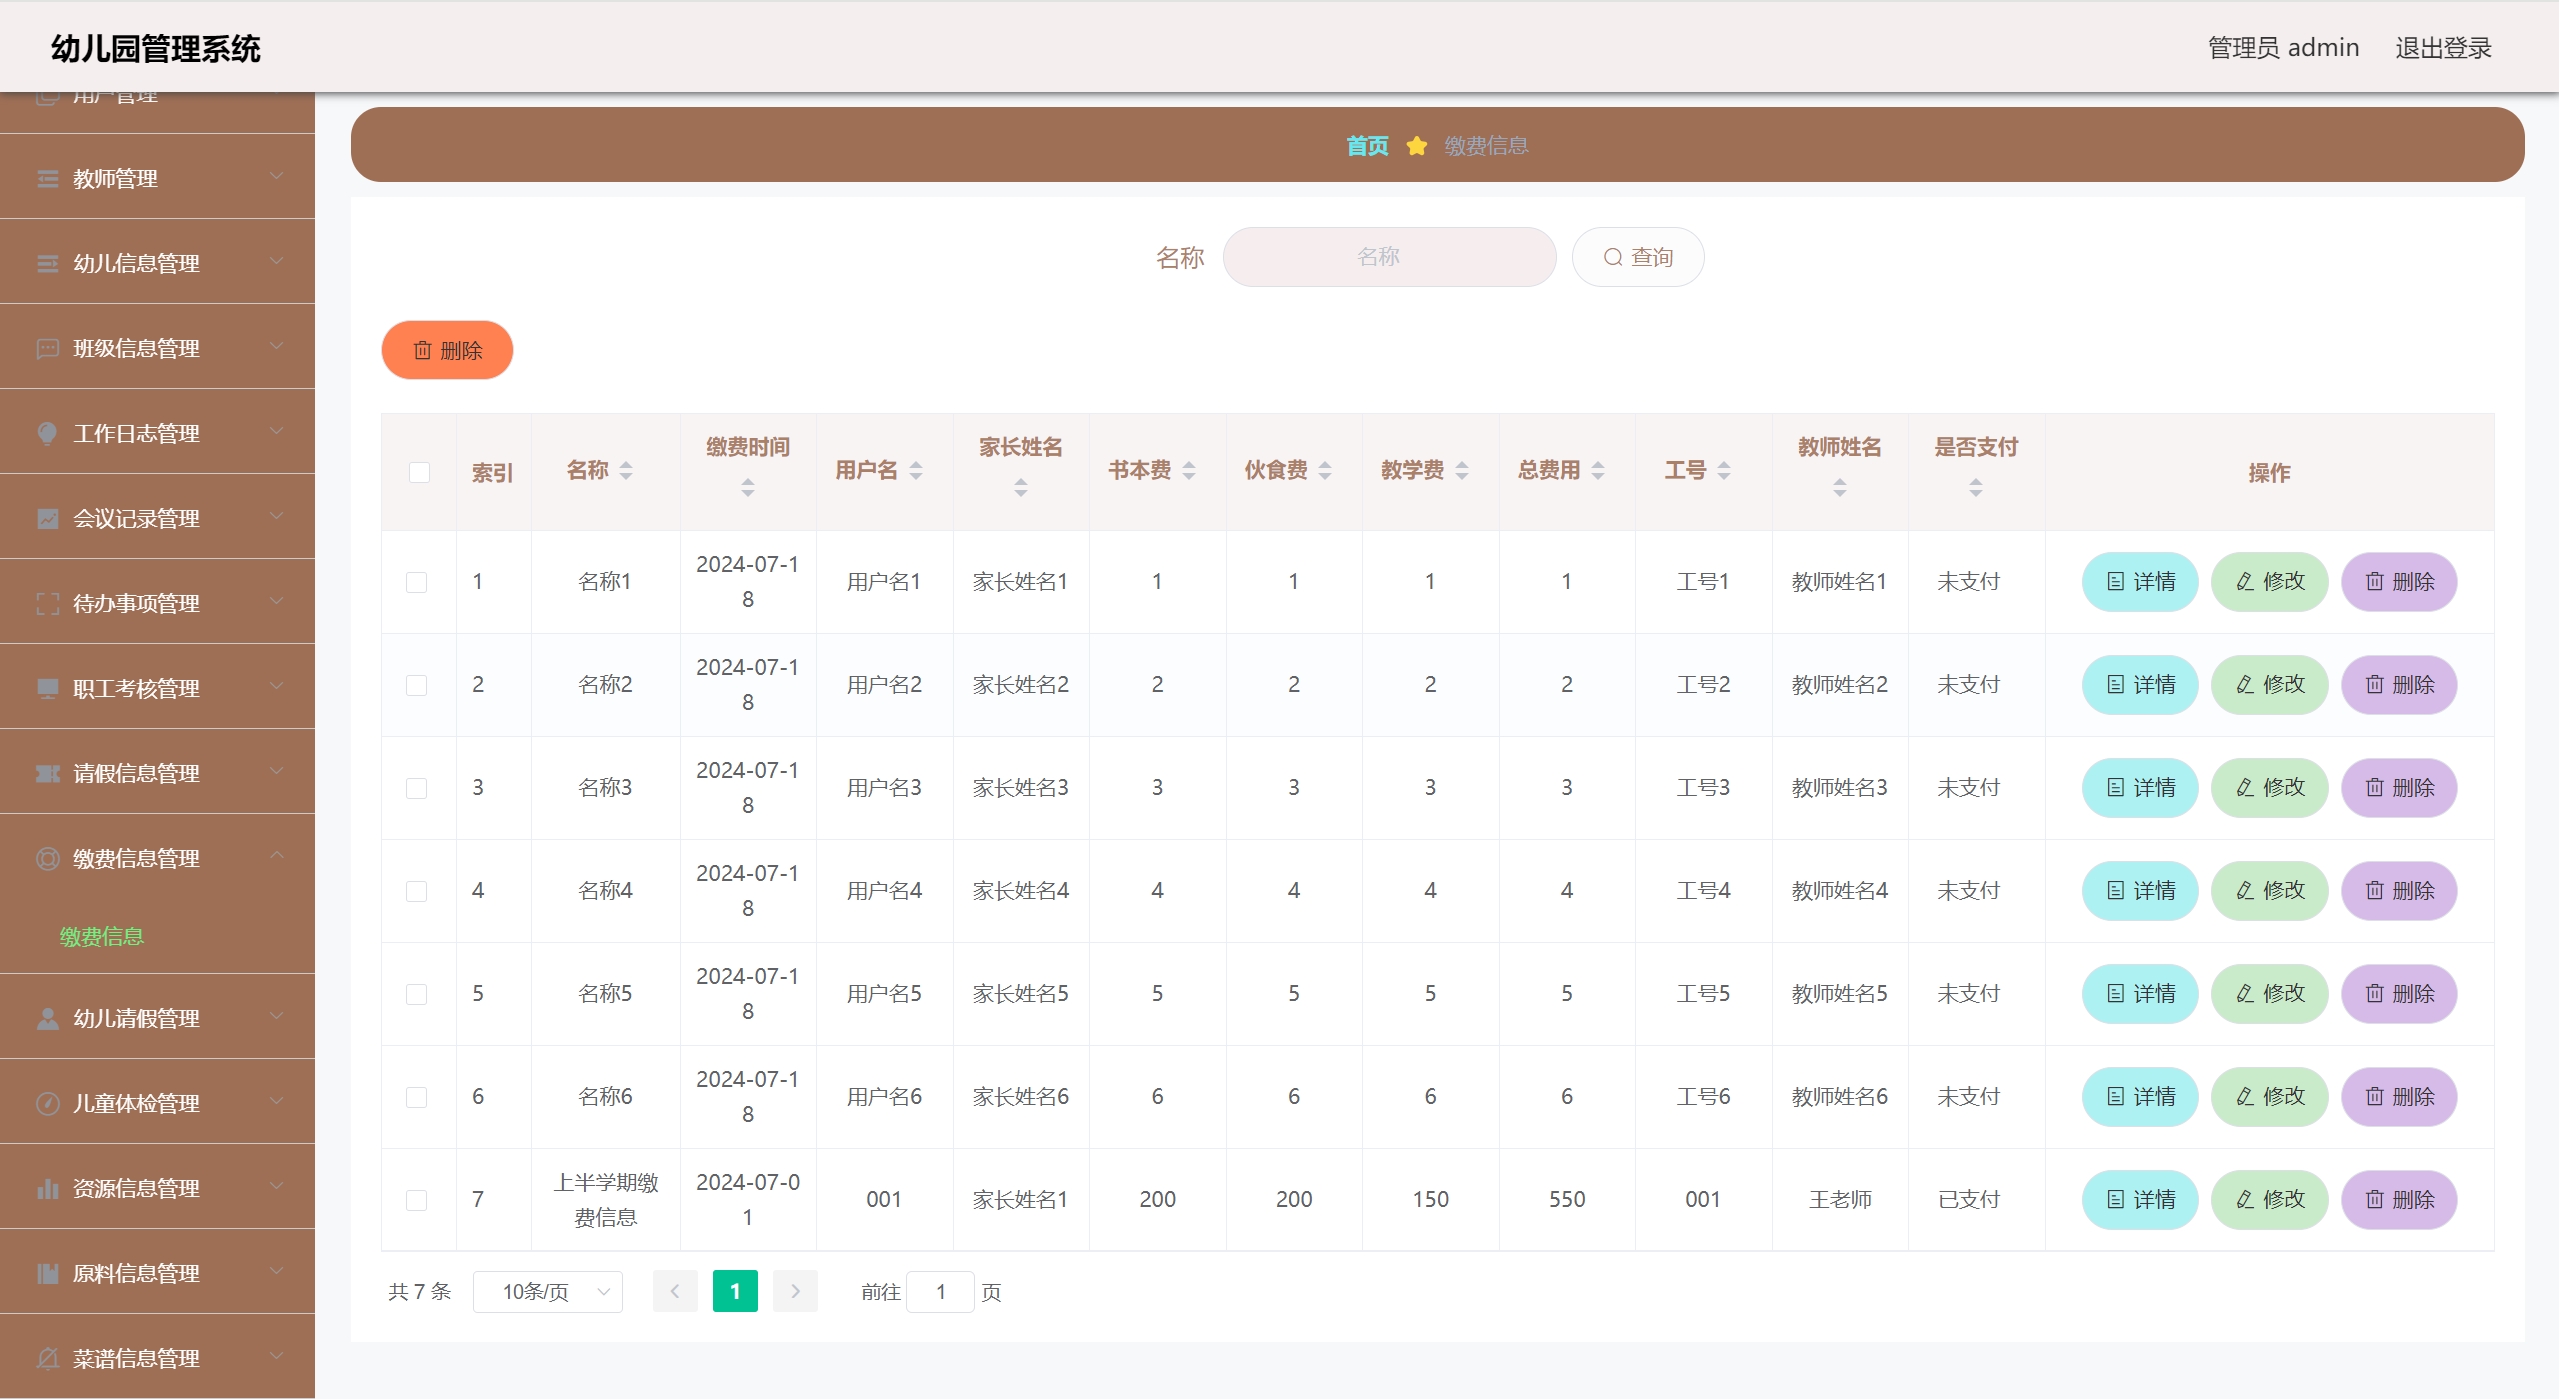 幼儿园管理系统
管理员 admin 退出登录
用户管理
教师管理
幼儿信息管理
班级信息管理
工作日志管理
会议记录管理
待办事项管理
职工考核管理
请假信息管理
缴费信息管理
缴费信息
幼儿请假管理
儿童体检管理
资源信息管理
原料信息管理
菜谱信息管理
首页 缴费信息
名称 名称 查询
删除
索引 名称 缴费时间 用户名 家长姓名 书本费 伙食费 教学费 总费用 工号 教师姓名 是否支付 操作
1 名称1 2024-07-1 用户名1 家长姓名1 1 1 1 1 工号1 教师姓名1 未支付 详情 修改 删除
8
2 名称2 2024-07-1 用户名2 家长姓名2 2 2 2 2 工号2 教师姓名2 未支付 详情 修改 删除
8
3 名称3 2024-07-1 用户名3 家长姓名3 3 3 3 3 工号3 教师姓名3 未支付 详情 修改 删除
8
4 名称4 2024-07-1 用户名4 家长姓名4 4 4 4 4 工号4 教师姓名4 未支付 详情 修改 删除
8
5 名称5 2024-07-1 用户名5 家长姓名5 5 5 5 5 工号5 教师姓名5 未支付 详情 修改 删除
8
6 名称6 2024-07-1 用户名6 家长姓名6 6 6 6 6 工号6 教师姓名6 未支付 详情 修改 删除
8
7 上半学期缴 2024-07-0 001 家长姓名1 200 200 150 550 001 王老师 已支付 详情 修改 删除
费信息 1
共 7 条 10条/页 1 前往 1 页